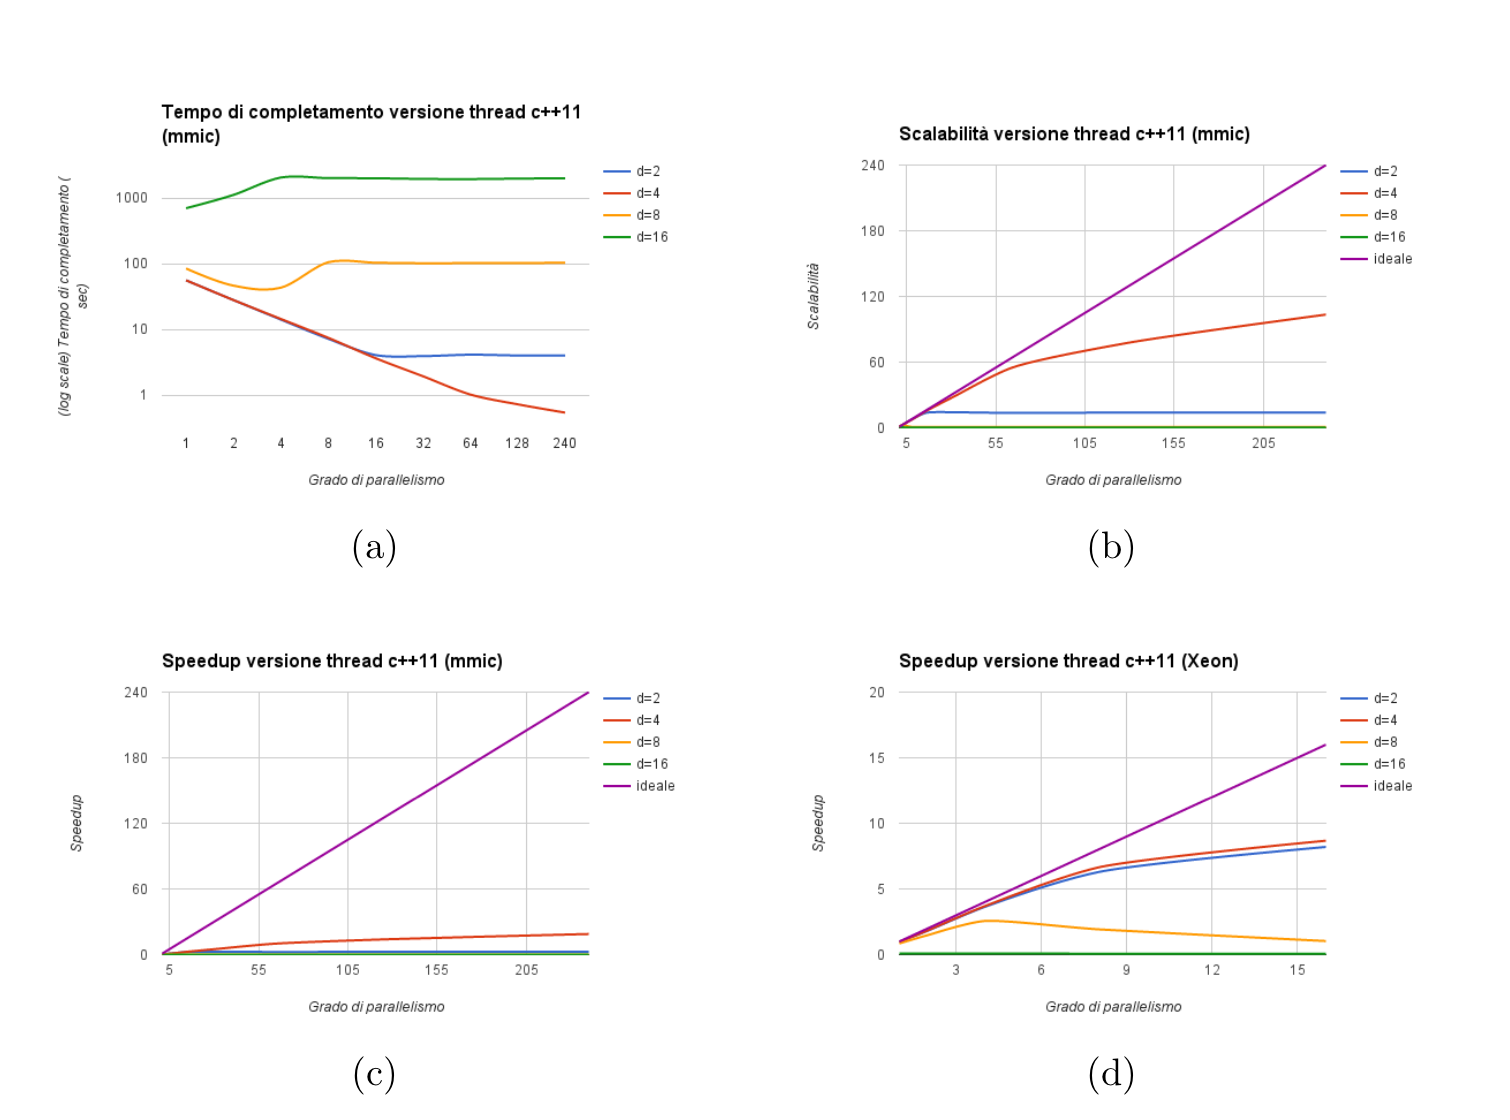 Tempo di completamento versione thread c++11
(mmic)
(log scale) Tempo di completamento (
sec)
1000
100
10
1
1 2 4 8 16 32 64 128 240
Grado di parallelismo
d=2
d=4
d=8
d=16
(a)
Scalabilità versione thread c++11 (mmic)
Scalabilità
240
180
120
60
0
5 55 105 155 205
Grado di parallelismo
d=2
d=4
d=8
d=16
ideale
(b)
Speedup versione thread c++11 (mmic)
Speedup
240
180
120
60
0
5 55 105 155 205
Grado di parallelismo
d=2
d=4
d=8
d=16
ideale
(c)
Speedup versione thread c++11 (Xeon)
Speedup
20
15
10
5
0
3 6 9 12 15
Grado di parallelismo
d=2
d=4
d=8
d=16
ideale
(d)